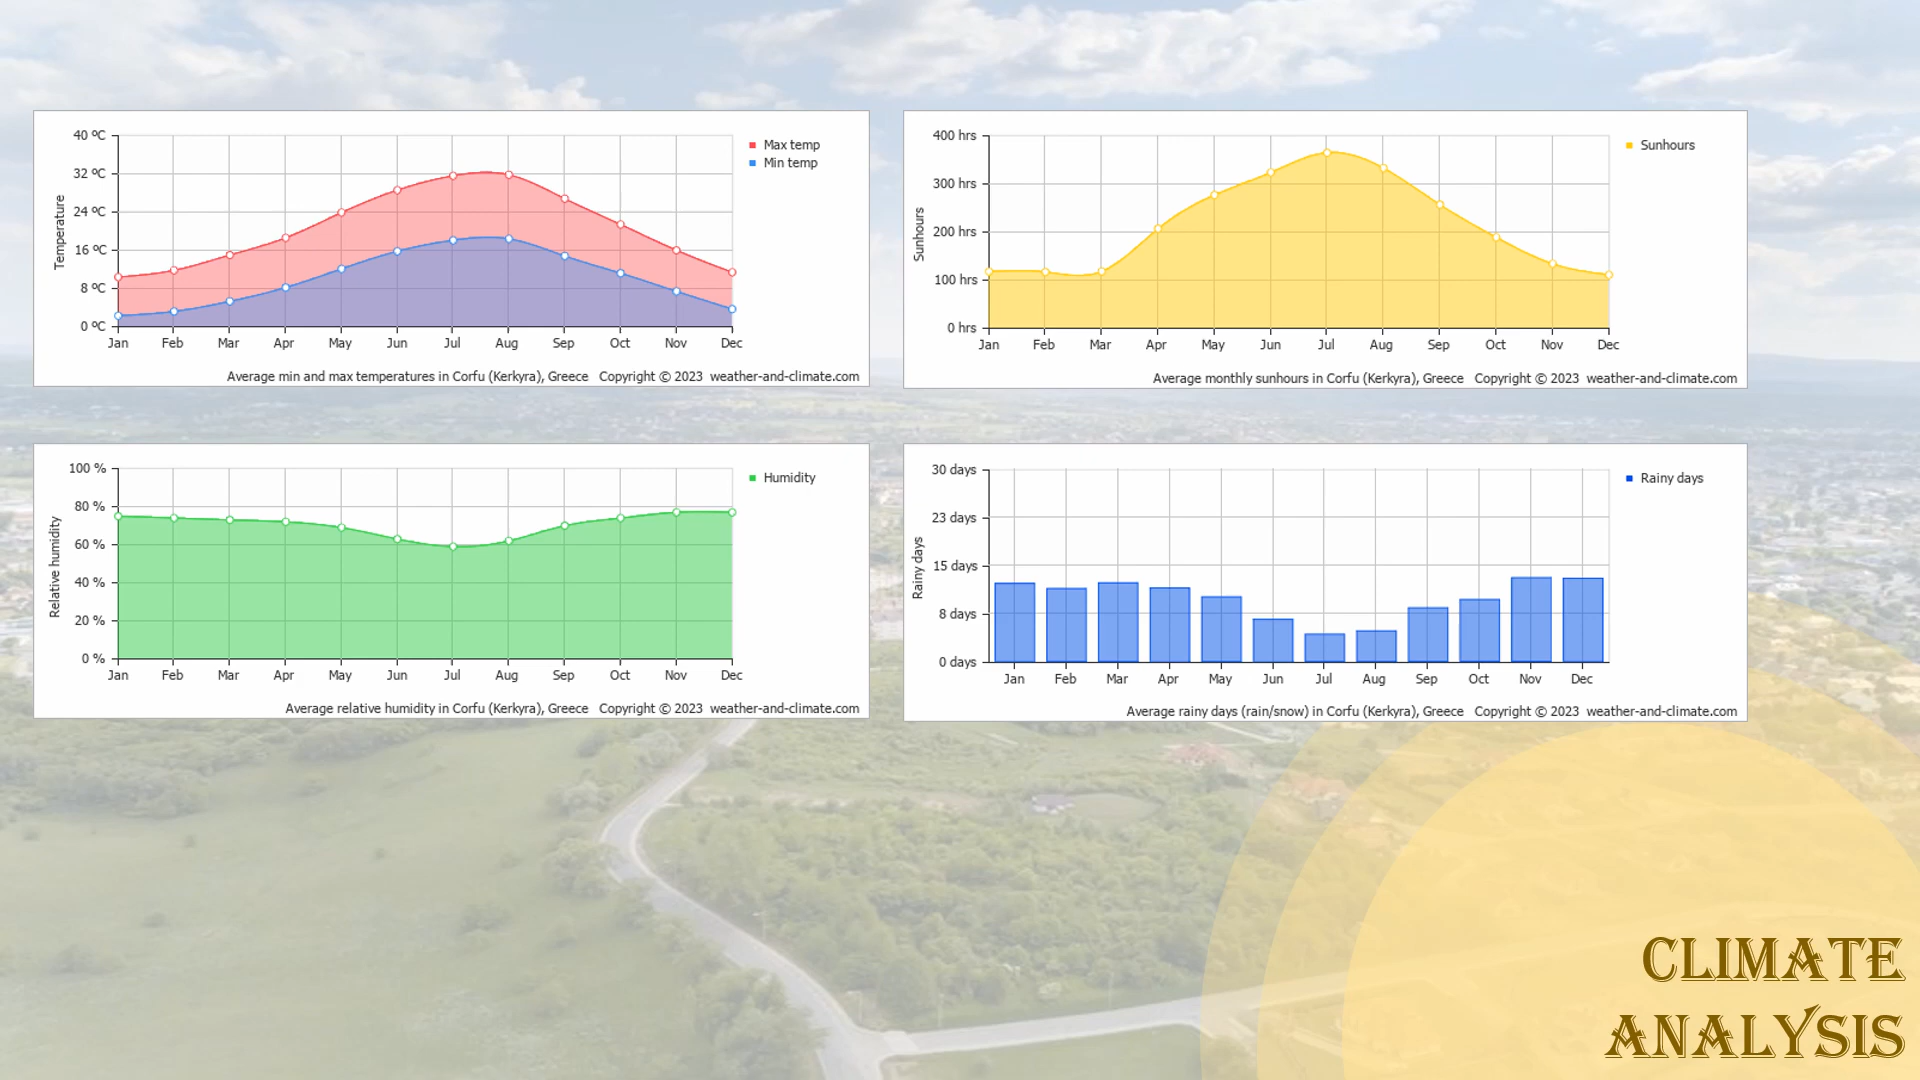 40 ºC
32 ºC
24 ºC
16 ºC
8 ºC
0 ºC
Temperature
Jan Feb Mar Apr May Jun Jul Aug Sep Oct Nov Dec
Max temp
Min temp
Average min and max temperatures in Corfu (Kerkyra), Greece Copyright © 2023 weather-and-climate.com
400 hrs
300 hrs
200 hrs
100 hrs
0 hrs
Sunhours
Jan Feb Mar Apr May Jun Jul Aug Sep Oct Nov Dec
Sunhours
Average monthly sunhours in Corfu (Kerkyra), Greece Copyright © 2023 weather-and-climate.com
100 %
80 %
60 %
40 %
20 %
0 %
Relative humidity
Jan Feb Mar Apr May Jun Jul Aug Sep Oct Nov Dec
Humidity
Average relative humidity in Corfu (Kerkyra), Greece Copyright © 2023 weather-and-climate.com
30 days
23 days
15 days
8 days
0 days
Rainy days
Jan Feb Mar Apr May Jun Jul Aug Sep Oct Nov Dec
Rainy days
Average rainy days (rain/snow) in Corfu (Kerkyra), Greece Copyright © 2023 weather-and-climate.com
CLIMATE
ANALYSIS